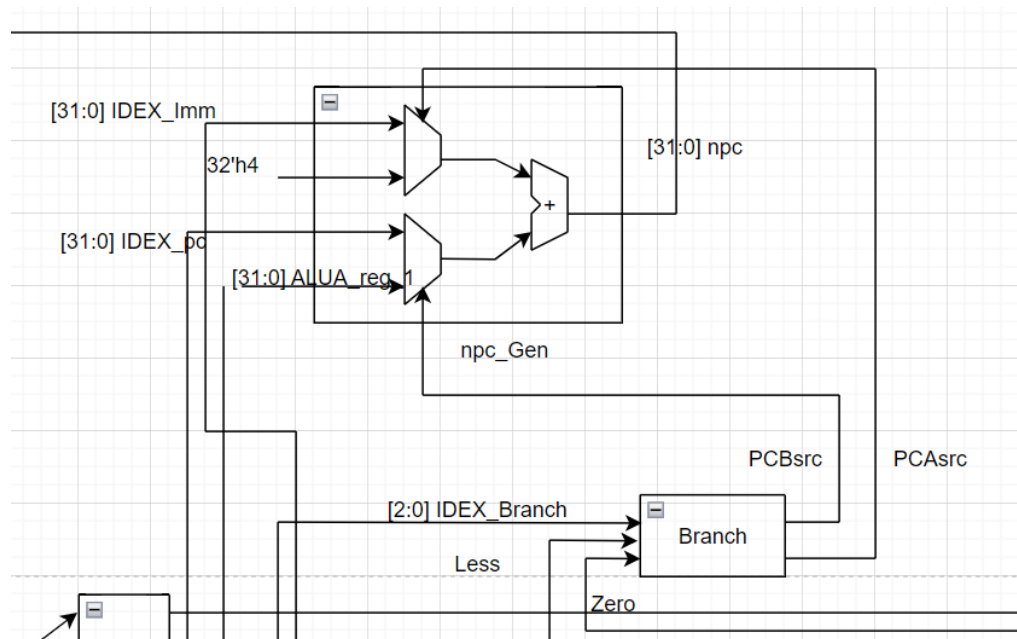 [31:0] IDEX_Imm
[31:0] npc
32'h4
+
[31:0] IDEX_pc
[31:0] ALUA_reg_1
npc_Gen
PCBsrc
PCAsrc
[2:0] IDEX_Branch
Branch
Less
Zero